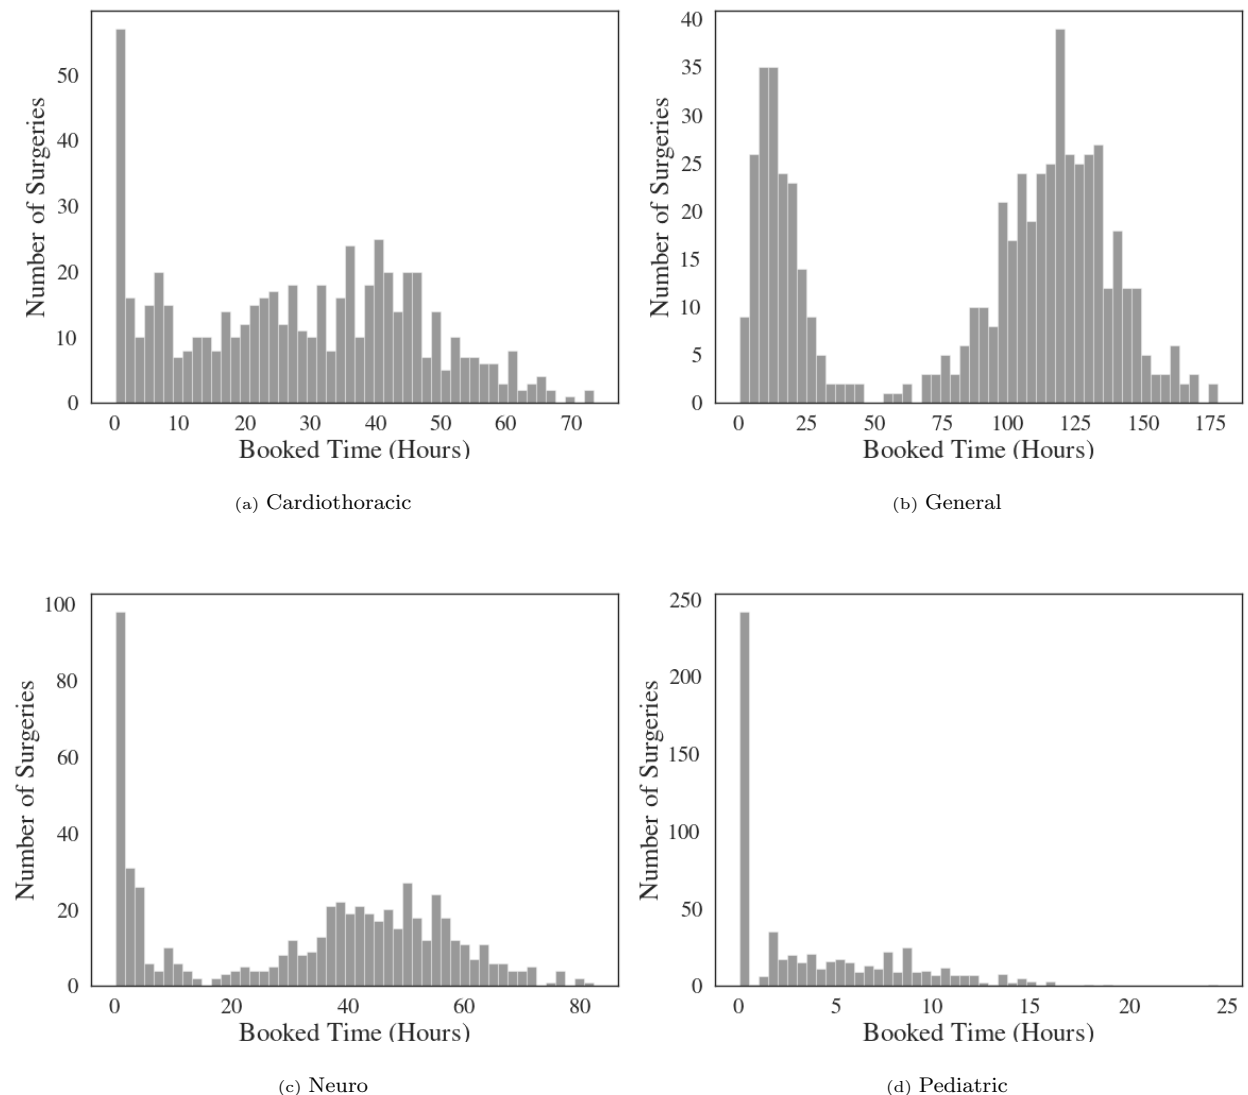 Number of Surgeries
50
40
30
20
10
0
0 10 20 30 40 50 60 70
Booked Time (Hours)
(a) Cardiothoracic
Number of Surgeries
40
35
30
25
20
15
10
5
0
0 25 50 75 100 125 150 175
Booked Time (Hours)
(b) General
Number of Surgeries
100
80
60
40
20
0
0 20 40 60 80
Booked Time (Hours)
(c) Neuro
Number of Surgeries
250
200
150
100
50
0
0 5 10 15 20 25
Booked Time (Hours)
(d) Pediatric